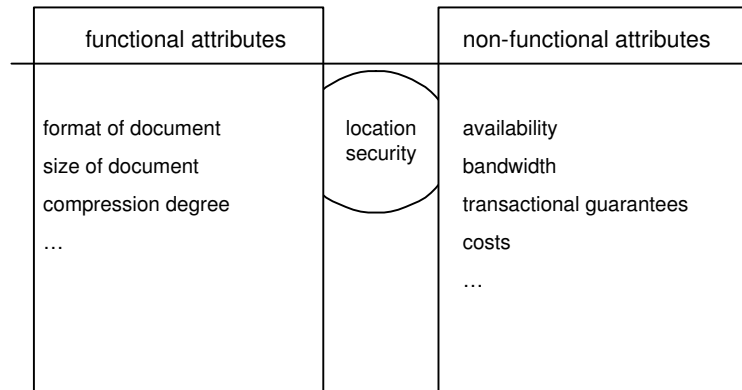 functional attributes
non-functional attributes
format of document
size of document
compression degree
…
location
security
availability
bandwidth
transactional guarantees
costs
…